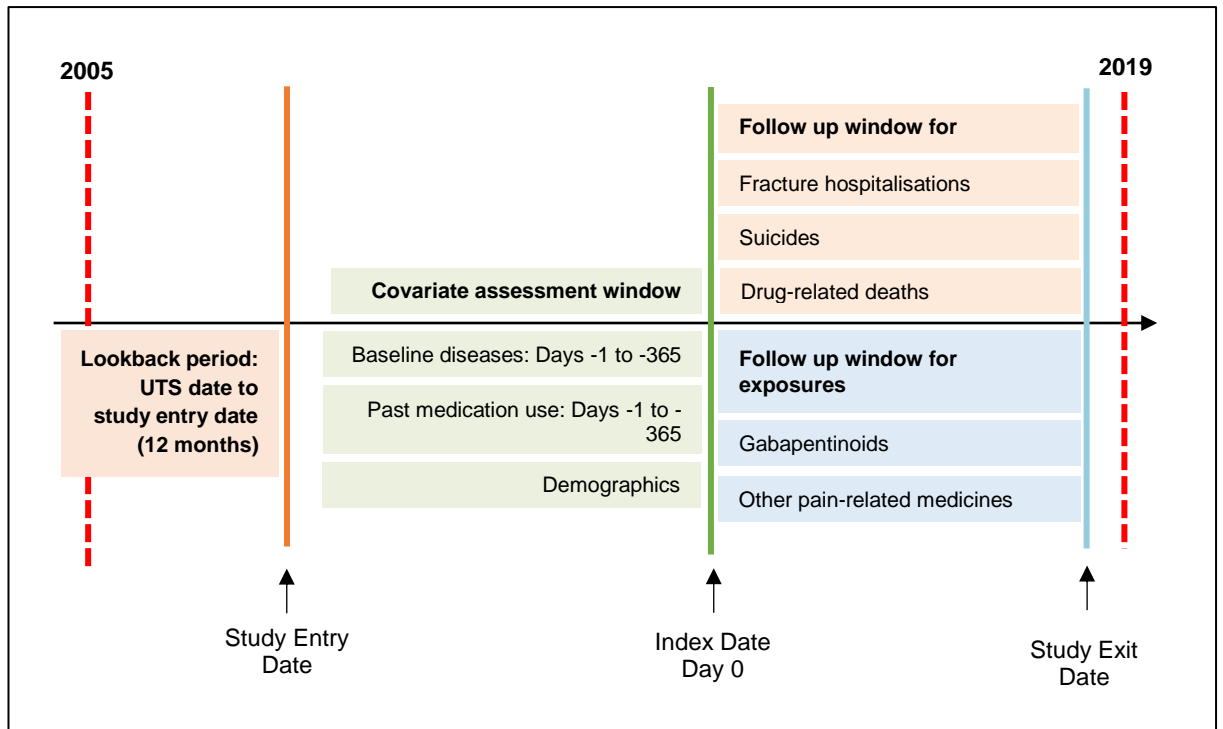 2005
2019
Follow up window for
Fracture hospitalisations
Suicides
Covariate assessment window
Drug-related deaths
Lookback period:
UTS date to
study entry date
(12 months)
Baseline diseases: Days -1 to -365
Past medication use: Days -1 to -
365
Demographics
Follow up window for
exposures
Gabapentinoids
Other pain-related medicines
Study Entry
Date
Index Date
Day 0
Study Exit
Date